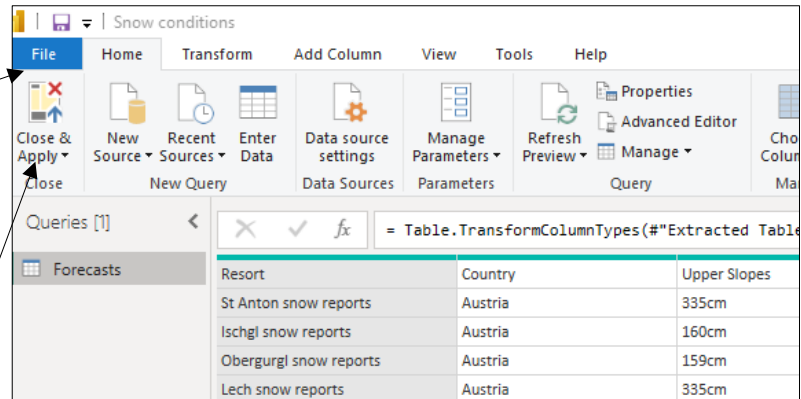 Snow conditions
File Home Transform Add Column View Tools Help
Close & Apply New Source Recent Sources Enter Data Data source settings Manage Parameters Refresh Preview Properties
Advanced Editor
Manage
Close New Query Data Sources Parameters Query
Queries [1]
fx = Table.TransformColumnTypes(#"Extracted Table
Forecasts
Resort Country Upper Slopes
St Anton snow reports Austria 335cm
Ischgl snow reports Austria 160cm
Obergurgl snow reports Austria 159cm
Lech snow reports Austria 335cm